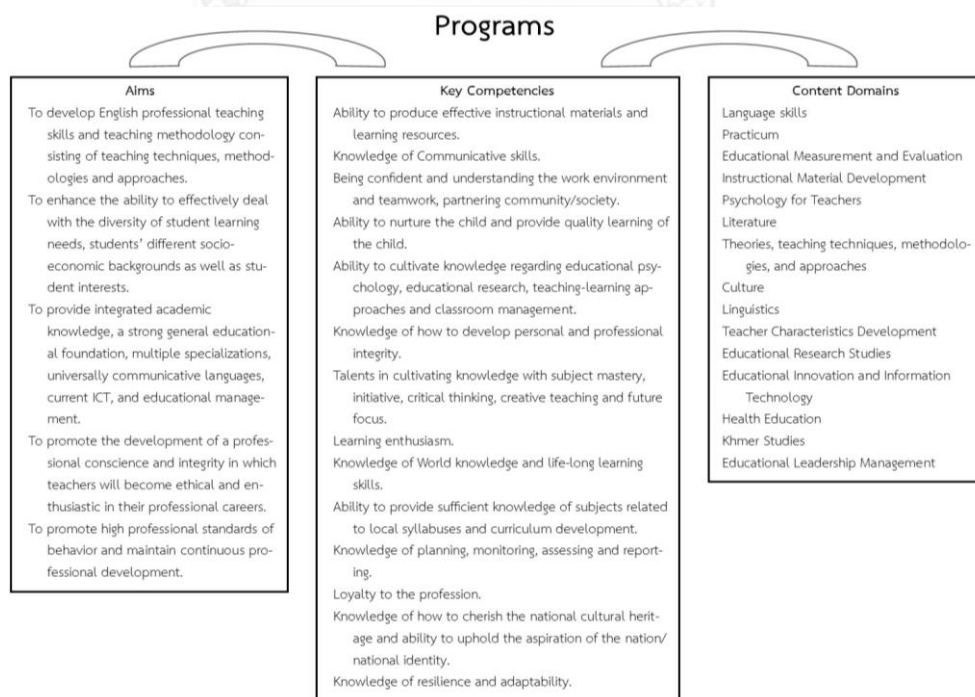 Programs
Aims
To develop English professional teaching
skills and teaching methodology con-
sisting of teaching techniques, method-
ologies and approaches.
To enhance the ability to effectively deal
with the diversity of student learning
needs, students' different socio-
economic backgrounds as well as stu-
dent interests.
To provide integrated academic
knowledge, a strong general education-
al foundation, multiple specializations,
universally communicative languages,
current ICT, and educational manage-
ment.
To promote the development of a profes-
sional conscience and integrity in which
teachers will become ethical and en-
thusiastic in their professional careers.
To promote high professional standards of
behavior and maintain continuous pro-
fessional development.
Key Competencies
Ability to produce effective instructional materials and
learning resources.
Knowledge of Communicative skills.
Being confident and understanding the work environment
and teamwork, partnering community/society.
Ability to nurture the child and provide quality learning of
the child.
Ability to cultivate knowledge regarding educational psy-
chology, educational research, teaching-learning ap-
proaches and classroom management.
Knowledge of how to develop personal and professional
integrity.
Talents in cultivating knowledge with subject mastery,
initiative, critical thinking, creative teaching and future
focus.
Learning enthusiasm.
Knowledge of World knowledge and life-long learning
skills.
Ability to provide sufficient knowledge of subjects related
to local syllabuses and curriculum development.
Knowledge of planning, monitoring, assessing and report-
ing.
Loyalty to the profession.
Knowledge of how to cherish the national cultural herit-
age and ability to uphold the aspiration of the nation/
national identity.
Knowledge of resilience and adaptability.
Content Domains
Language skills
Practicum
Educational Measurement and Evaluation
Instructional Material Development
Psychology for Teachers
Literature
Theories, teaching techniques, methodolo-
gies, and approaches
Culture
Linguistics
Teacher Characteristics Development
Educational Research Studies
Educational Innovation and Information
Technology
Health Education
Khmer Studies
Educational Leadership Management